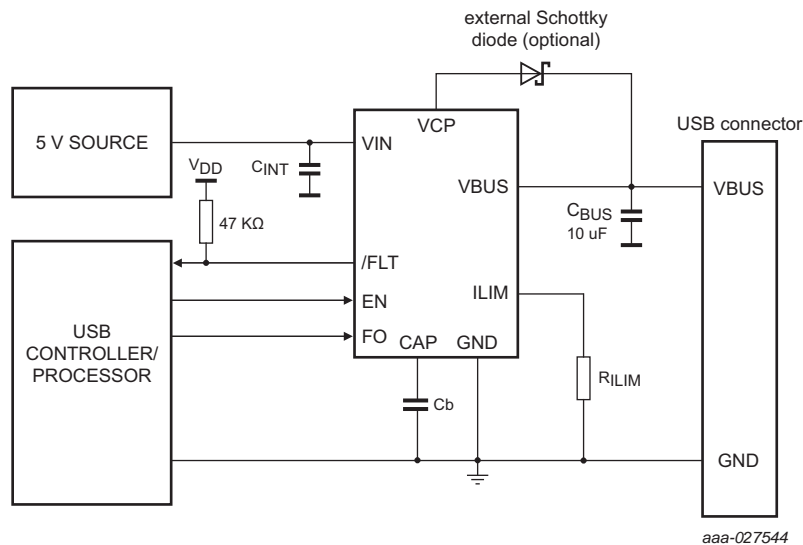 external Schottky
diode (optional)
5 V SOURCE
VIN
VCP
USB connector
VDD
CINT
VBUS
VBUS
CBUS
10 uF
47 KΩ
/FLT
EN
ILIM
FO
USB
CONTROLLER/
PROCESSOR
CAP
GND
RILIM
Cb
GND
aaa-027544